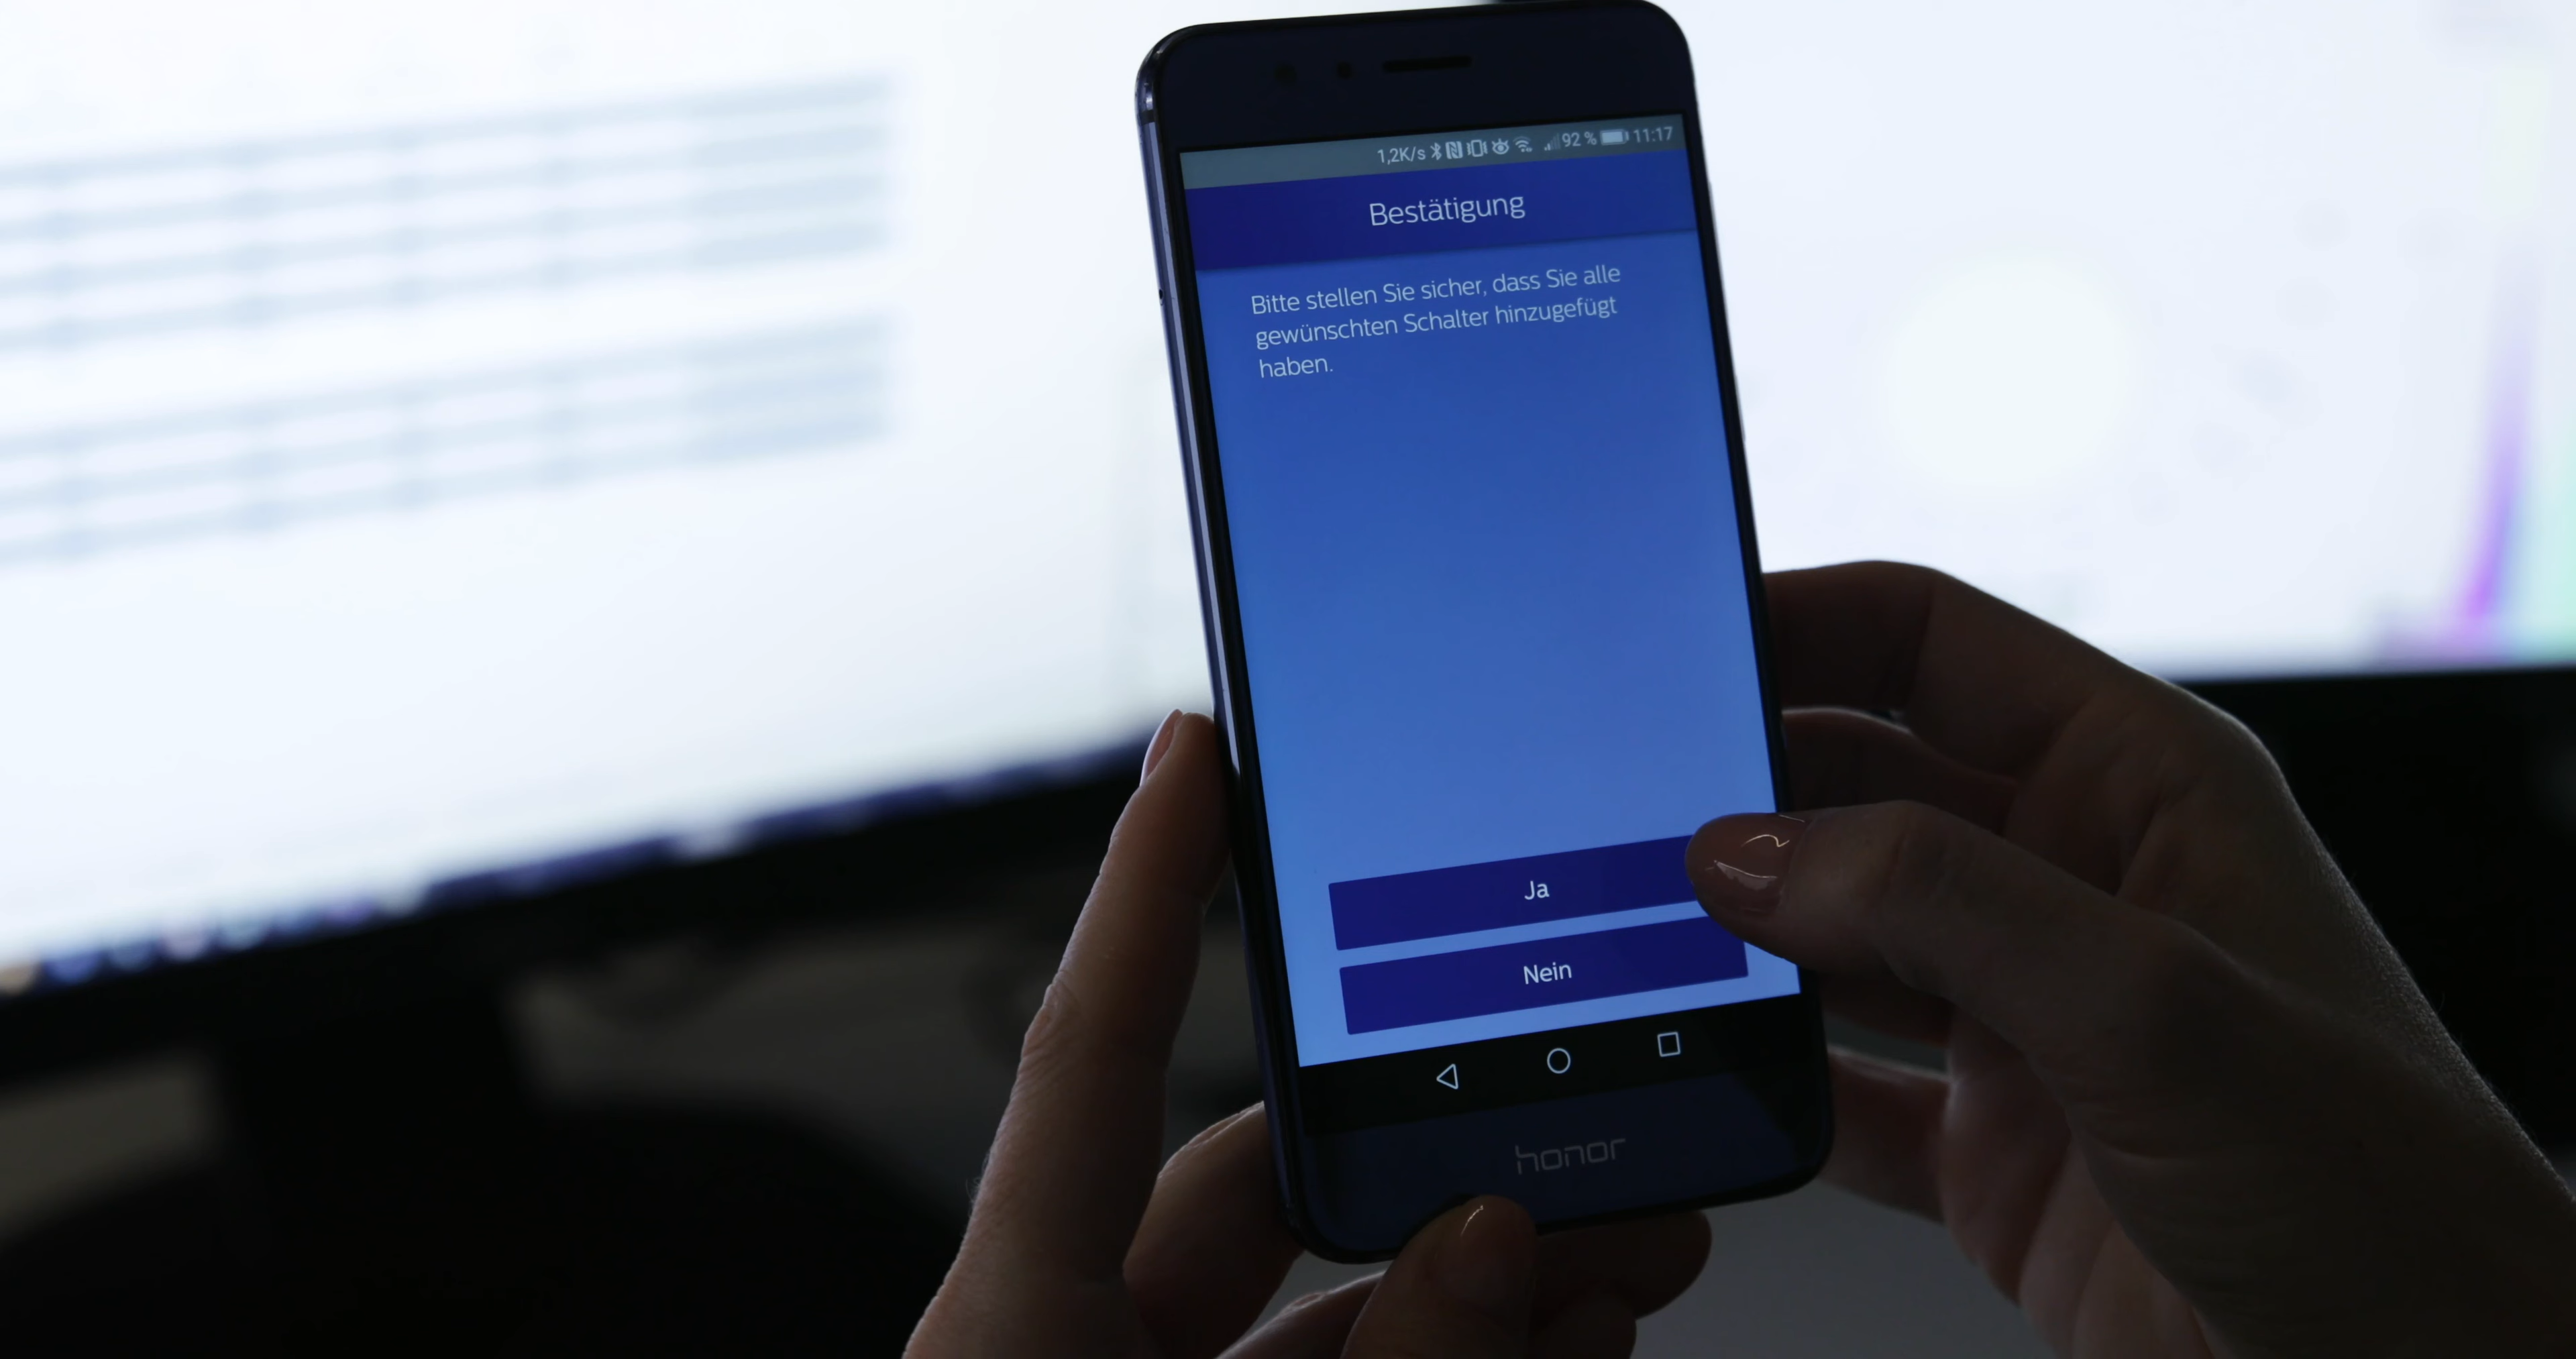 1,2K/s 92 % 11:17
Bestätigung
Bitte stellen Sie sicher, dass Sie alle
gewünschten Schalter hinzugefügt
haben.
Ja
Nein
honor